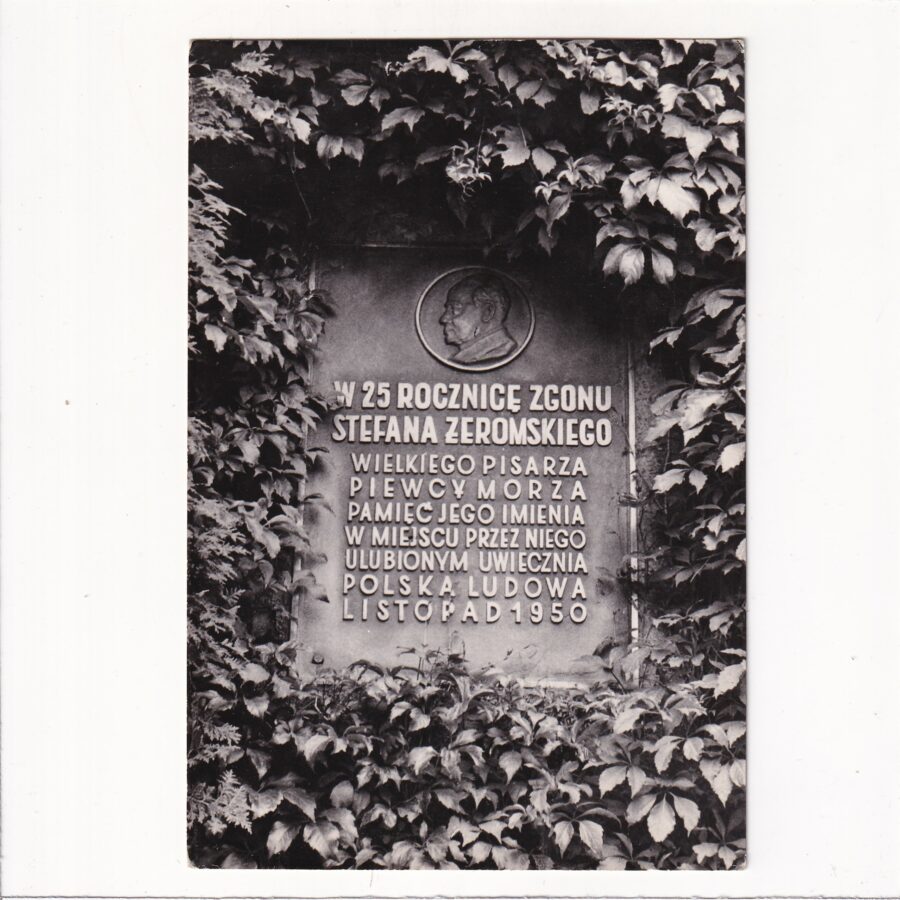 W 25 ROCZNICĘ ZGONU
STEFANA ŻEROMSKIEGO
WIELKIEGO PISARZA
PIEWCY MORZA
PAMIĘĆ JEGO IMIENIA
W MIEJSCU PRZEZ NIEGO
ULUBIONYM UWIECZNIA
POLSKA LUDOWA
LISTOPAD 1950